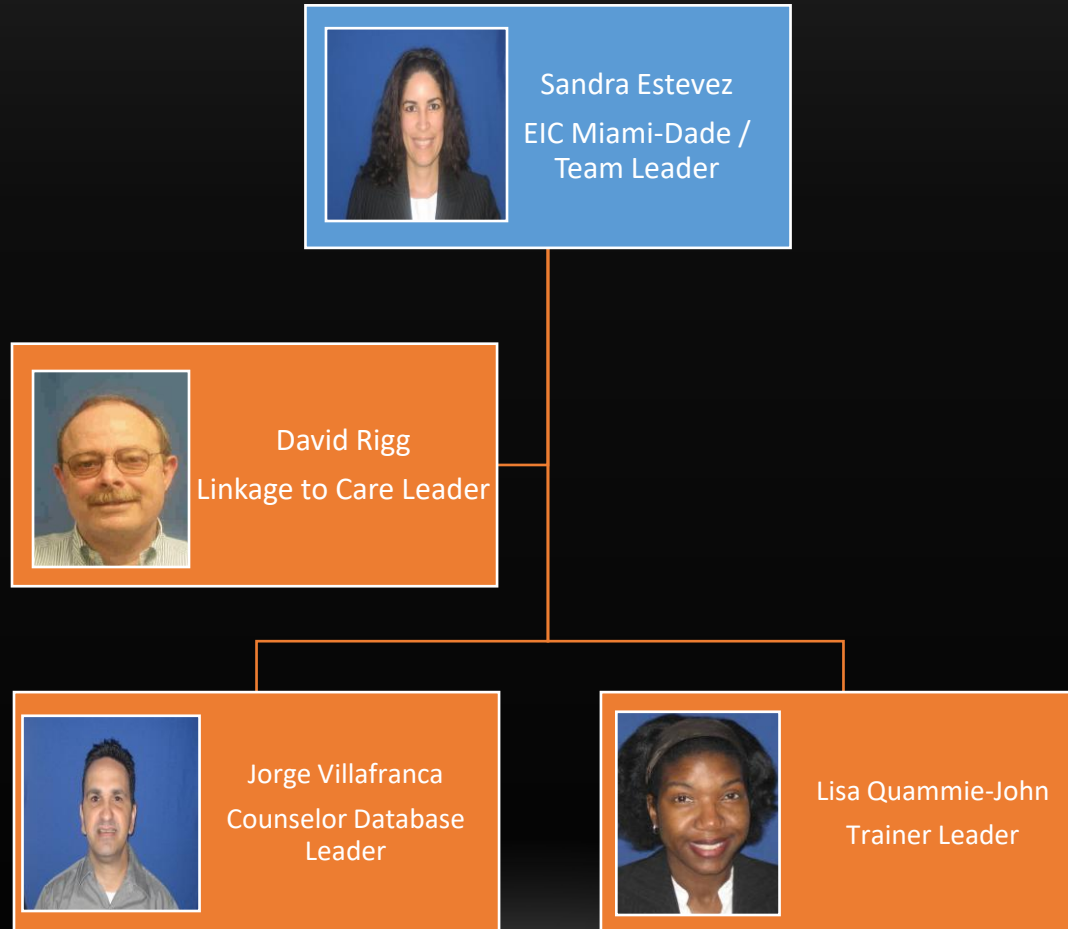 Sandra Estevez
EIC Miami-Dade /
Team Leader
David Rigg
Linkage to Care Leader
Jorge Villafranca
Counselor Database
Leader
Lisa Quammie-John
Trainer Leader